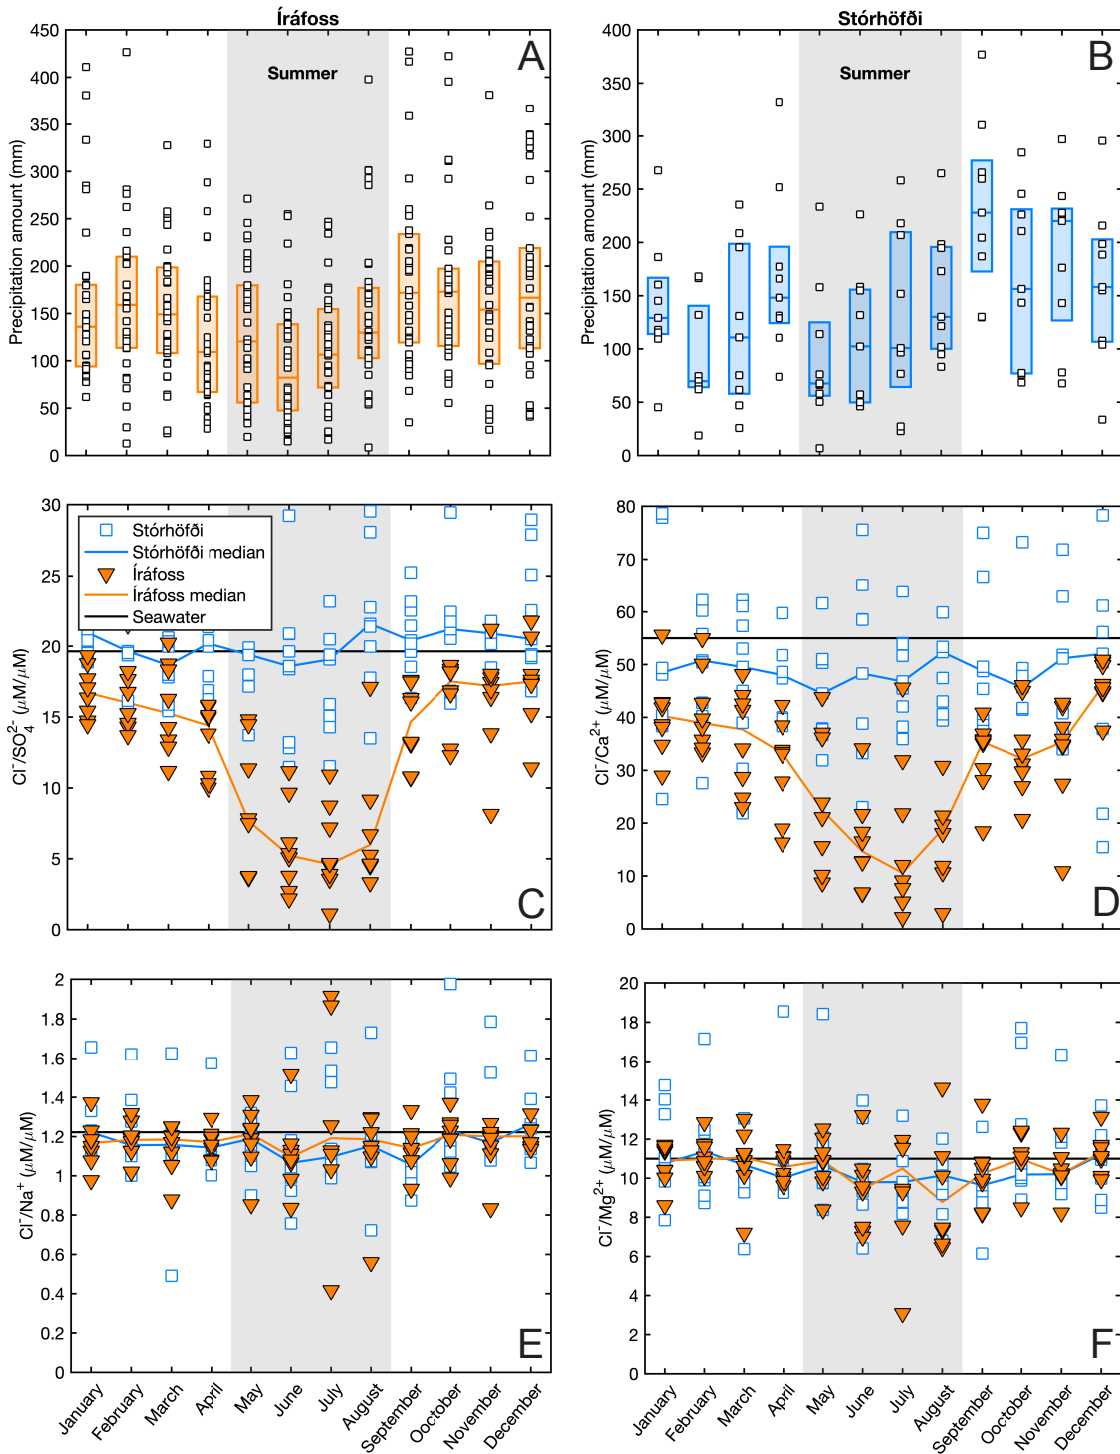 Íráfoss
Stórhöfði
450
400
350
300
250
200
150
100
50
0
Precipitation amount (mm)
Summer
A
400
350
300
250
200
150
100
50
0
Precipitation amount (mm)
Summer
B
30
25
20
15
10
5
0
Cl⁻/SO₄²⁻ (μM/μM)
Stórhöfði
Stórhöfði median
Íráfoss
Íráfoss median
Seawater
C
80
70
60
50
40
30
20
10
0
Cl⁻/Ca²⁺ (μM/μM)
D
2
1.8
1.6
1.4
1.2
1
0.8
0.6
0.4
0.2
0
Cl⁻/Na⁺ (μM/μM)
E
January
February
March
April
May
June
July
August
September
Ooctober
November
December
20
18
16
14
12
10
8
6
4
2
0
Cl⁻/Mg²⁺ (μM/μM)
F
January
February
March
April
May
June
July
August
September
Ooctober
November
December